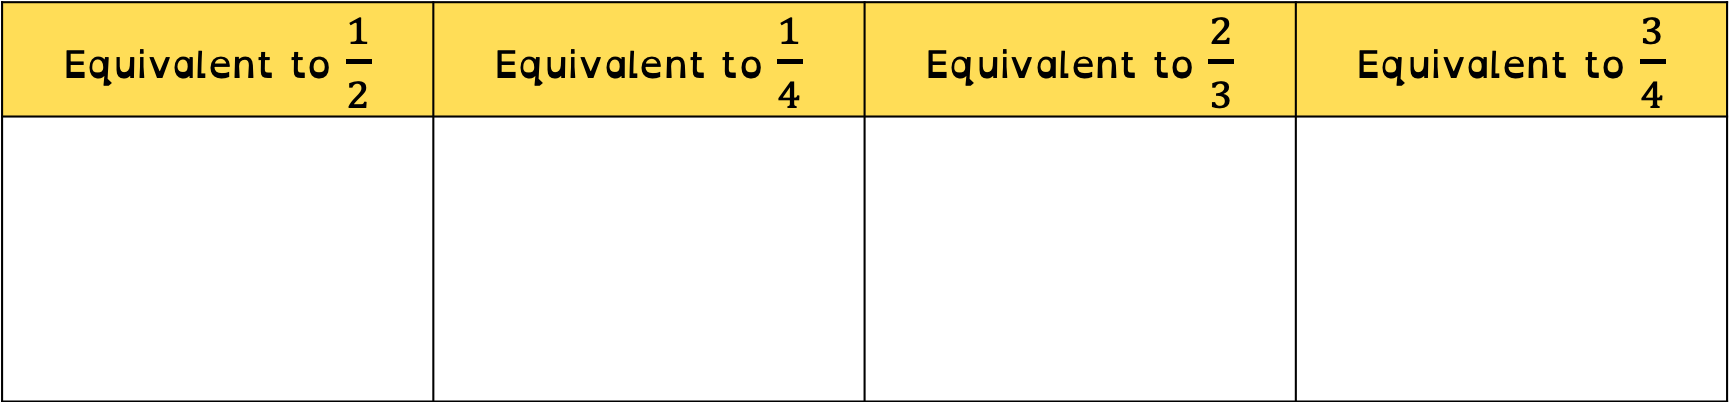 Equivalent to 1/2
Equivalent to 1/4
Equivalent to 2/3
Equivalent to 3/4